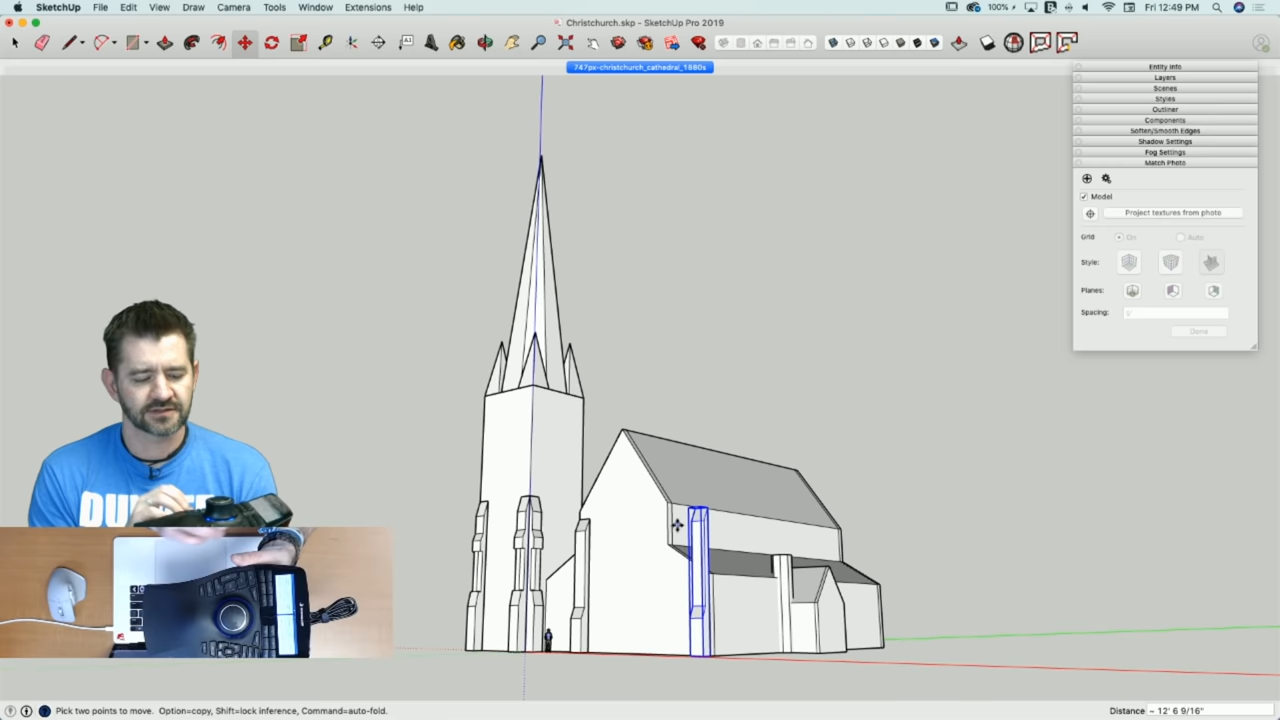 SketchUp File Edit View Draw Camera Tools Window Extensions Help 100% Fri 12:49 PM
Christchurch.skp - SketchUp Pro 2019
747px-christchurch_cathedral_1880s
Entity Info
Layers
Scenes
Styles
Outliner
Components
Soften/Smooth Edges
Shadow Settings
Fog Settings
Match Photo
Model
Project textures from photo
Grid On Auto
Style:
Planes:
Spacing:
Done
Pick two points to move. Option=copy, Shift=lock inference, Command=auto-fold. Distance ~ 12' 6 9/16"